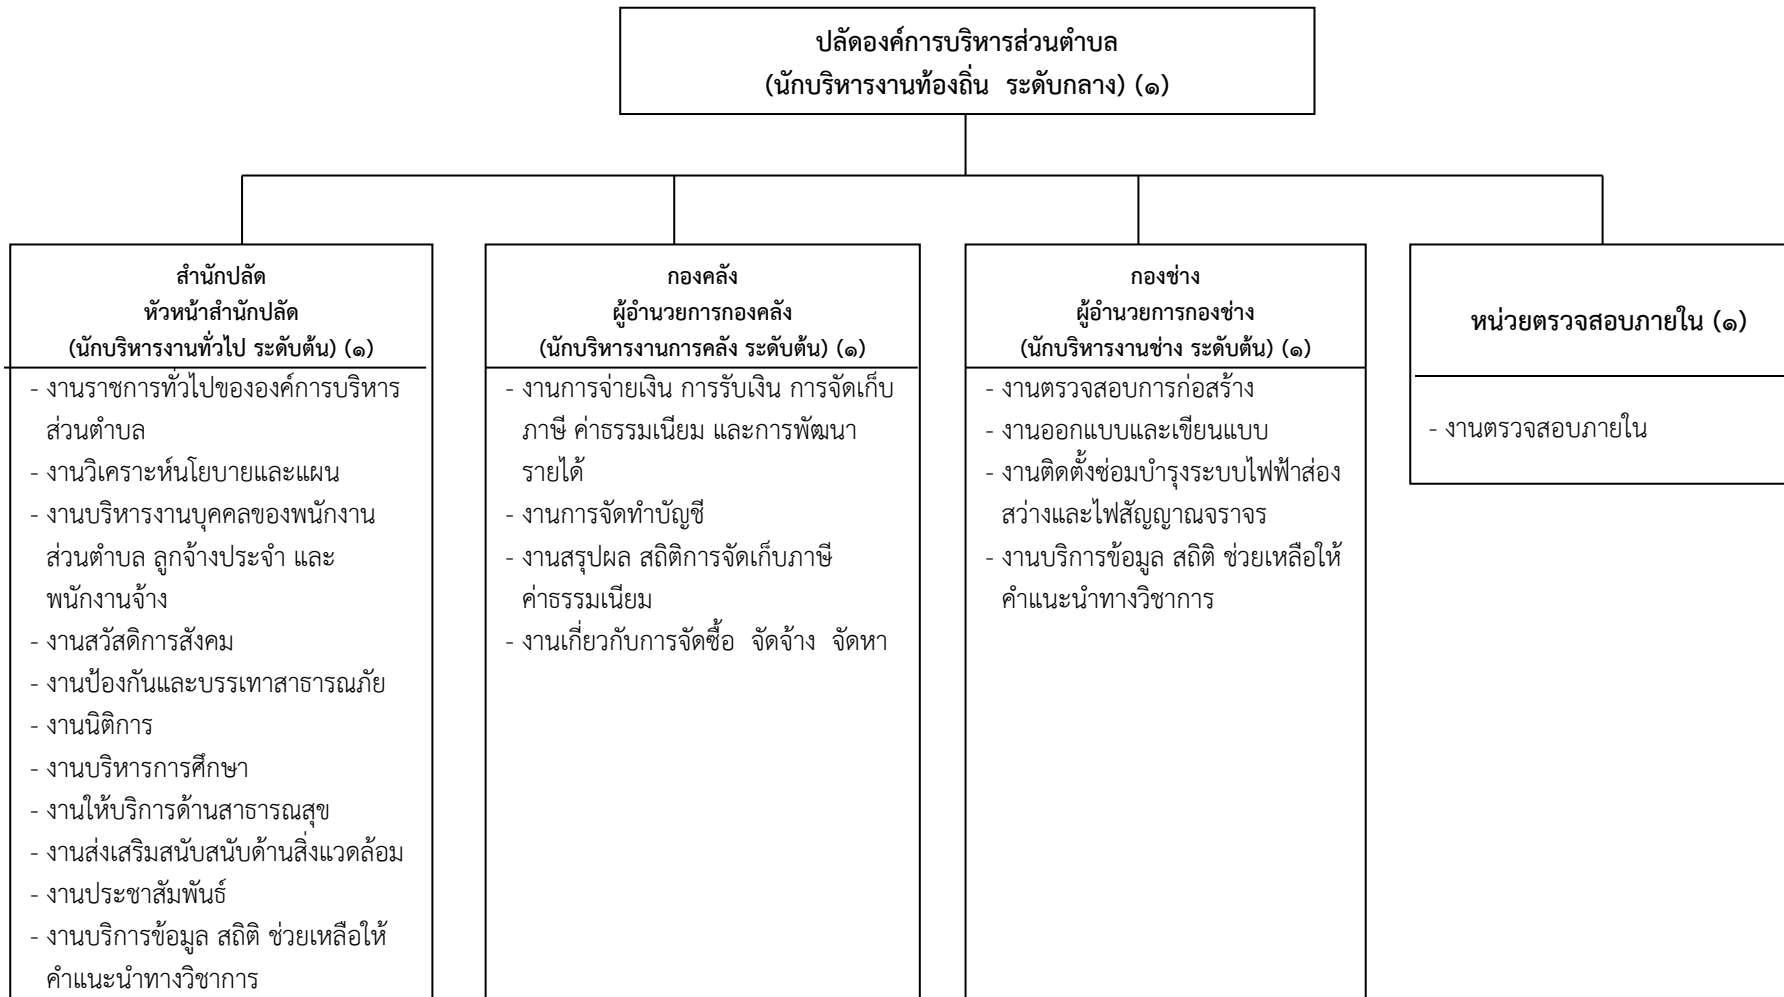 ปลัดองค์การบริหารส่วนตำบล
(นักบริหารงานท้องถิ่น ระดับกลาง) (๑)
สำนักปลัด
หัวหน้าสำนักปลัด
(นักบริหารงานทั่วไป ระดับต้น) (๑)
- งานราชการทั่วไปขององค์การบริหาร
ส่วนตำบล
- งานวิเคราะห์นโยบายและแผน
- งานบริหารงานบุคคลของพนักงาน
ส่วนตำบล ลูกจ้างประจำ และ
พนักงานจ้าง
- งานสวัสดิการสังคม
- งานป้องกันและบรรเทาสาธารณภัย
- งานนิติการ
- งานบริหารการศึกษา
- งานให้บริการด้านสาธารณสุข
- งานส่งเสริมสนับสนับด้านสิ่งแวดล้อม
- งานประชาสัมพันธ์
- งานบริการข้อมูล สถิติ ช่วยเหลือให้
คำแนะนำทางวิชาการ
กองคลัง
ผู้อำนวยการกองคลัง
(นักบริหารงานการคลัง ระดับต้น) (๑)
- งานการจ่ายเงิน การรับเงิน การจัดเก็บ
ภาษี ค่าธรรมเนียม และการพัฒนา
รายได้
- งานการจัดทำบัญชี
- งานสรุปผล สถิติการจัดเก็บภาษี
ค่าธรรมเนียม
- งานเกี่ยวกับการจัดซื้อ จัดจ้าง จัดหา
กองช่าง
ผู้อำนวยการกองช่าง
(นักบริหารงานช่าง ระดับต้น) (๑)
- งานตรวจสอบการก่อสร้าง
- งานออกแบบและเขียนแบบ
- งานติดตั้งซ่อมบำรุงระบบไฟฟ้าส่อง
สว่างและไฟสัญญาณจราจร
- งานบริการข้อมูล สถิติ ช่วยเหลือให้
คำแนะนำทางวิชาการ
หน่วยตรวจสอบภายใน (๑)
- งานตรวจสอบภายใน